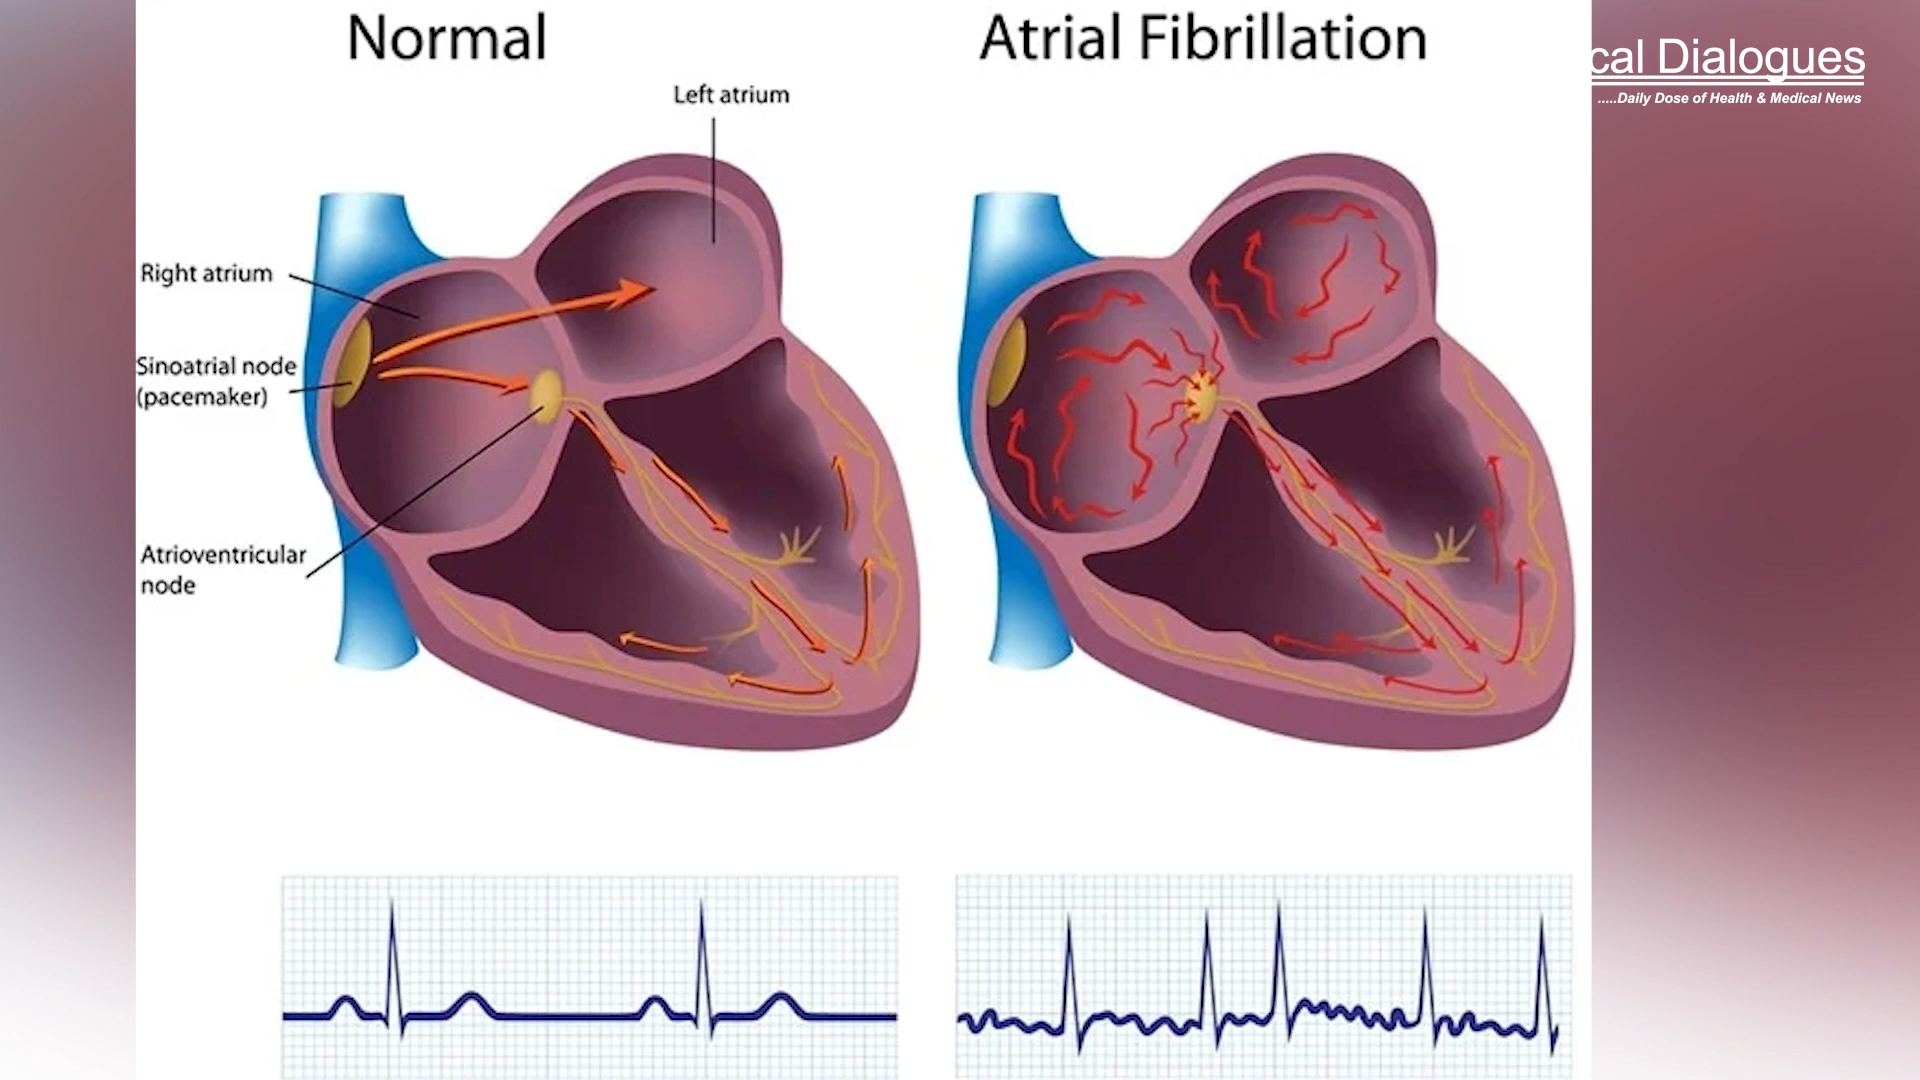 Normal
Atrial Fibrillation
cal Dialogues
.....Daily Dose of Health & Medical News
Left atrium
Right atrium
Sinoatrial node
(pacemaker)
Atrioventricular
node